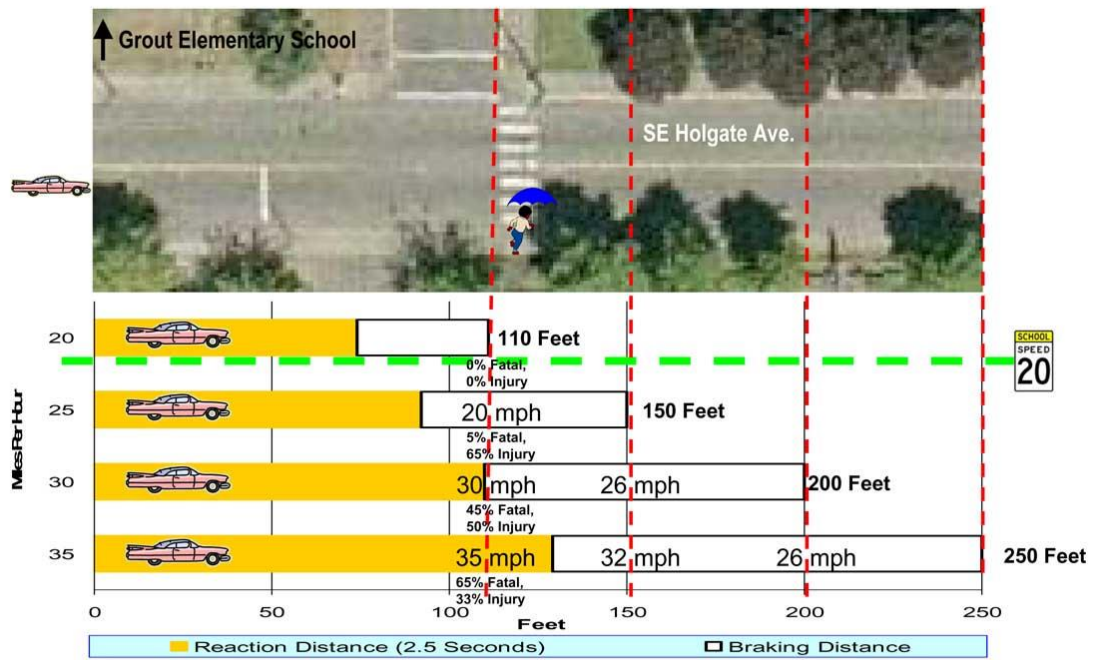 Grout Elementary School
SE Holgate Ave.
20
110 Feet
SCHOOL
SPEED
20
0% Fatal,
0% Injury
25
20 mph
150 Feet
5% Fatal,
65% Injury
Miles Per Hour
30
30 mph
26 mph
200 Feet
45% Fatal,
50% Injury
35
35 mph
32 mph
26 mph
250 Feet
65% Fatal,
33% Injury
0
50
100
150
200
250
Feet
Reaction Distance (2.5 Seconds)
Braking Distance